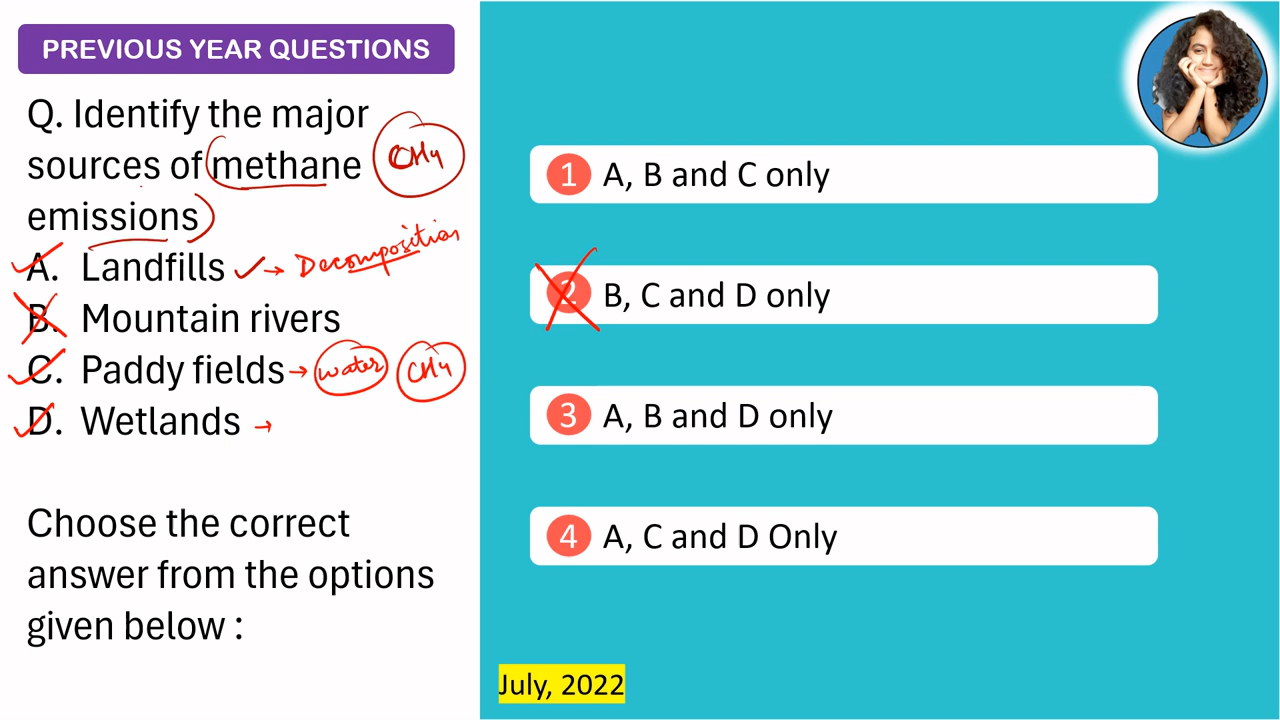 PREVIOUS YEAR QUESTIONS
Q. Identify the major
sources of methane CH4
emissions
A. Landfills → Decomposition
B. Mountain rivers
C. Paddy fields → water CH4
D. Wetlands →
Choose the correct
answer from the options
given below :
1 A, B and C only
2 B, C and D only
3 A, B and D only
4 A, C and D Only
July, 2022